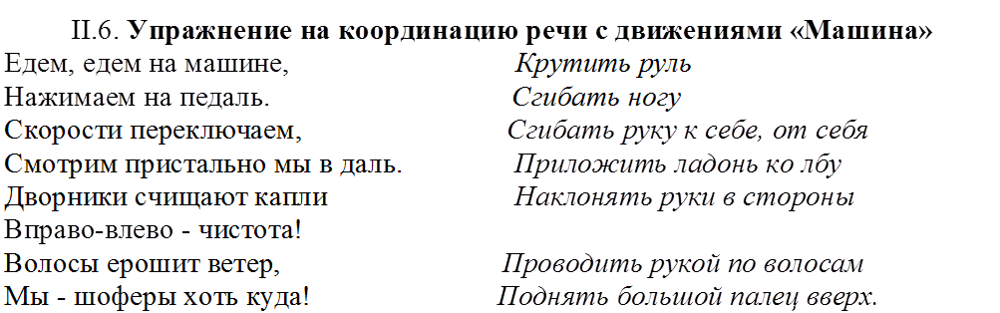 II.6. Упражнение на координацию речи с движениями «Машина»
Едем, едем на машине, Крутить руль
Нажимаем на педаль. Сгибать ногу
Скорости переключаем, Сгибать руку к себе, от себя
Смотрим пристально мы в даль. Приложить ладонь ко лбу
Дворники счищают капли Наклонять руки в стороны
Вправо-влево - чистота!
Волосы ерошит ветер, Проводить рукой по волосам
Мы - шоферы хоть куда! Поднять большой палец вверх.